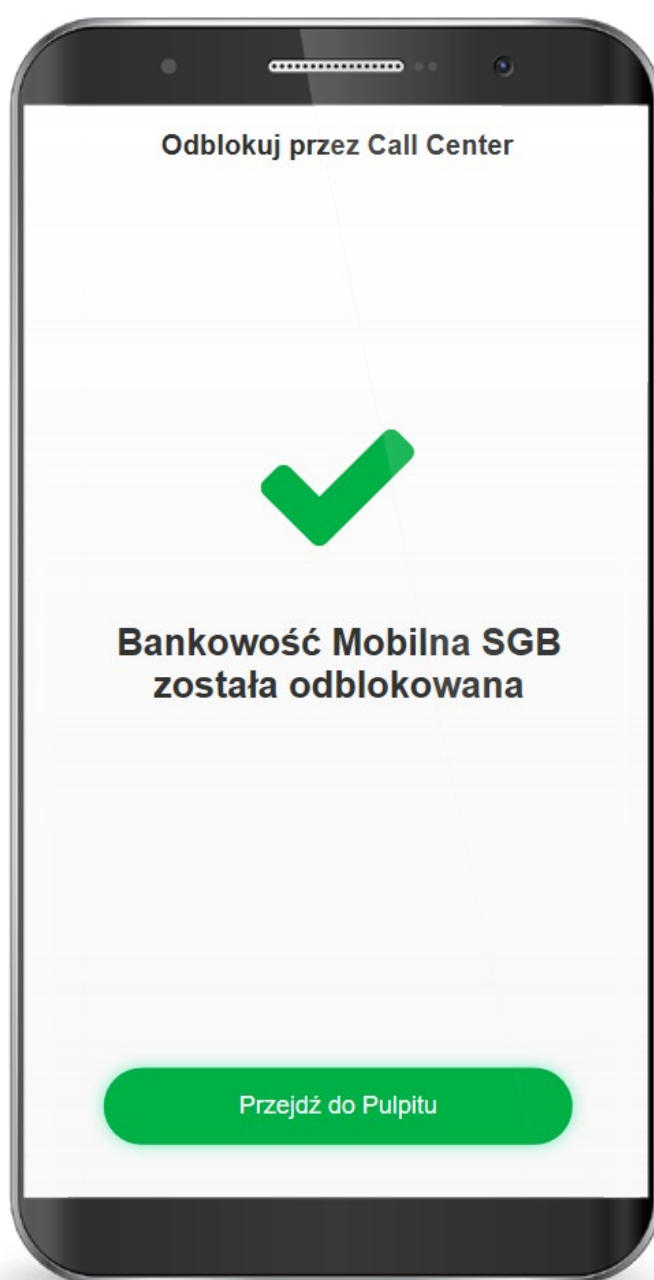 Odblokuj przez Call Center
Bankowość Mobilna SGB
została odblokowana
Przejdź do Pulpitu